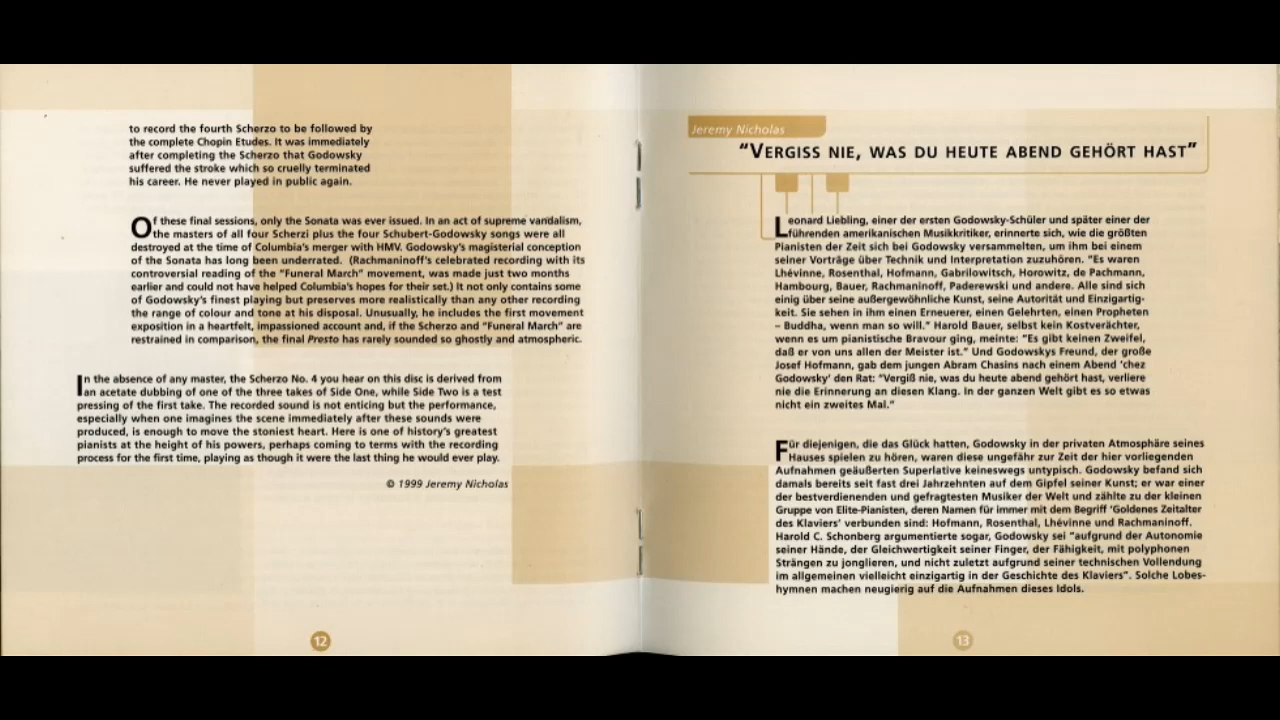 to record the fourth Scherzo to be followed by
the complete Chopin Etudes. It was immediately
after completing the Scherzo that Godowsky
suffered the stroke which so cruelly terminated
his career. He never played in public again.
Of these final sessions, only the Sonata was ever issued. In an act of supreme vandalism,
the masters of all four Scherzi plus the four Schubert-Godowsky songs were all
destroyed at the time of Columbia's merger with HMV. Godowsky's magisterial conception
of the Sonata has long been underrated. (Rachmaninoff's celebrated recording with its
controversial reading of the "Funeral March" movement, was made just two months
earlier and could not have helped Columbia's hopes for their set.) It not only contains some
of Godowsky's finest playing but preserves more realistically than any other recording
the range of colour and tone at his disposal. Unusually, he includes the first movement
exposition in a heartfelt, impassioned account and, if the Scherzo and "Funeral March" are
restrained in comparison, the final Presto has rarely sounded so ghostly and atmospheric.
In the absence of any master, the Scherzo No. 4 you hear on this disc is derived from
an acetate dubbing of one of the three takes of Side One, while Side Two is a test
pressing of the first take. The recorded sound is not enticing but the performance,
especially when one imagines the scene immediately after these sounds were
produced, is enough to move the stoniest heart. Here is one of history's greatest
pianists at the height of his powers, perhaps coming to terms with the recording
process for the first time, playing as though it were the last thing he would ever play.
© 1999 Jeremy Nicholas
12
Jeremy Nicholas
"VERGISS NIE, WAS DU HEUTE ABEND GEHÖRT HAST"
Leonard Liebling, einer der ersten Godowsky-Schüler und später einer der
führenden amerikanischen Musikkritiker, erinnerte sich, wie die größten
Pianisten der Zeit sich bei Godowsky versammelten, um ihm bei einem
seiner Vorträge über Technik und Interpretation zuzuhören. "Es waren
Lhévinne, Rosenthal, Hofmann, Gabrilowitsch, Horowitz, de Pachmann,
Hambourg, Bauer, Rachmaninoff, Paderewski und andere. Alle sind sich
einig über seine außergewöhnliche Kunst, seine Autorität und Einzigartig-
keit. Sie sehen in ihm einen Erneuerer, einen Gelehrten, einen Propheten
– Buddha, wenn man so will." Harold Bauer, selbst kein Kostverächter,
wenn es um pianistische Bravour ging, meinte: "Es gibt keinen Zweifel,
daß er von uns allen der Meister ist." Und Godowskys Freund, der große
Josef Hofmann, gab dem jungen Abram Chasins nach einem Abend 'chez
Godowsky' den Rat: "Vergiß nie, was du heute abend gehört hast, verliere
nie die Erinnerung an diesen Klang. In der ganzen Welt gibt es so etwas
nicht ein zweites Mal."
Für diejenigen, die das Glück hatten, Godowsky in der privaten Atmosphäre seines
Hauses spielen zu hören, waren diese ungefähr zur Zeit der hier vorliegenden
Aufnahmen geäußerten Superlative keineswegs untypisch. Godowsky befand sich
damals bereits seit fast drei Jahrzehnten auf dem Gipfel seiner Kunst; er war einer
der bestverdienenden und gefragtesten Musiker der Welt und zählte zu der kleinen
Gruppe von Elite-Pianisten, deren Namen für immer mit dem Begriff 'Goldenes Zeitalter
des Klaviers' verbunden sind: Hofmann, Rosenthal, Lhévinne und Rachmaninoff.
Harold C. Schonberg argumentierte sogar, Godowsky sei "aufgrund der Autonomie
seiner Hände, der Gleichwertigkeit seiner Finger, der Fähigkeit, mit polyphonen
Strängen zu jonglieren, und nicht zuletzt aufgrund seiner technischen Vollendung
im allgemeinen vielleicht einzigartig in der Geschichte des Klaviers". Solche Lobes-
hymnen machen neugierig auf die Aufnahmen dieses Idols.
13